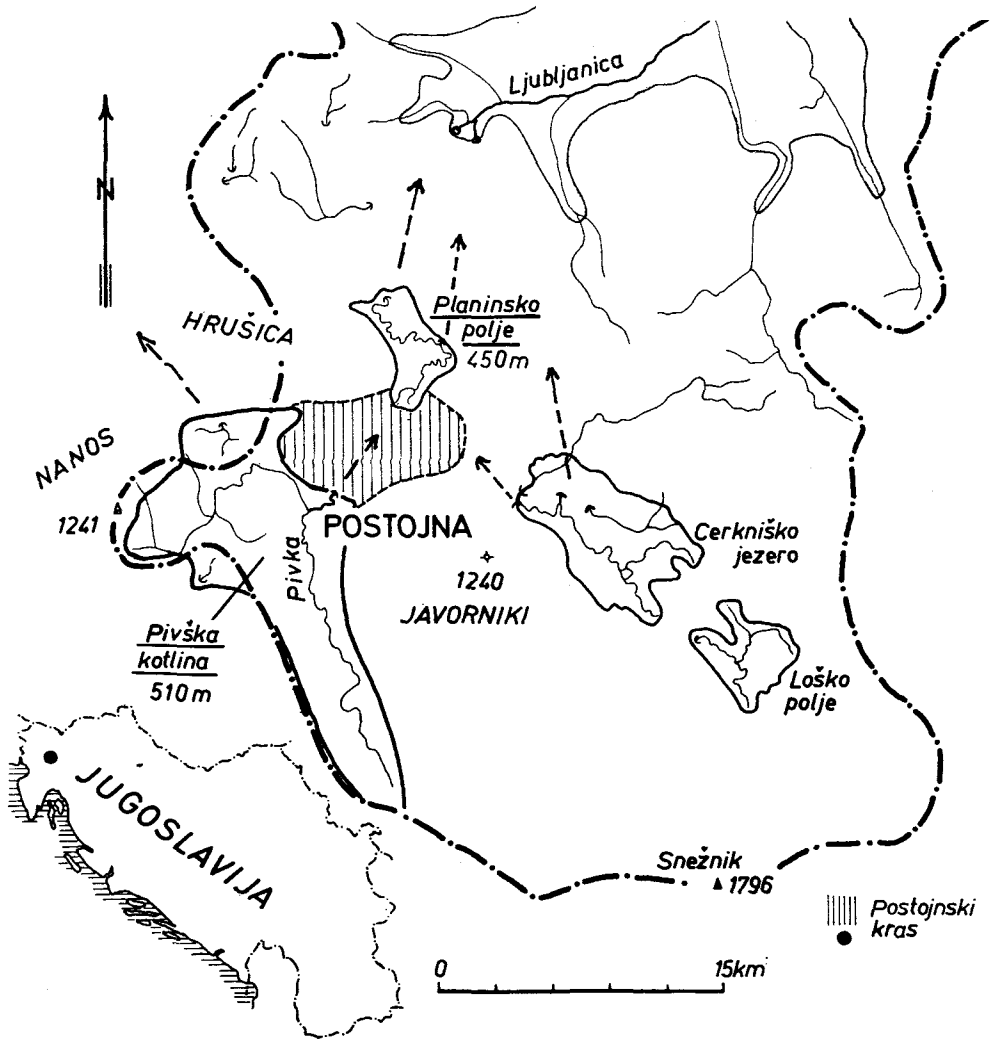 Ljubljanica
N
HRUŠICA
Planinsko
polje
450m
NANOS
1241
POSTOJNA
Cerkniško
jezero
Pivka
1240
JAVORNIKI
Pivška
kotlina
510m
Loško
polje
JUGOSLAVIJA
Snežnik
1796
Postojnski
kras
0
15km